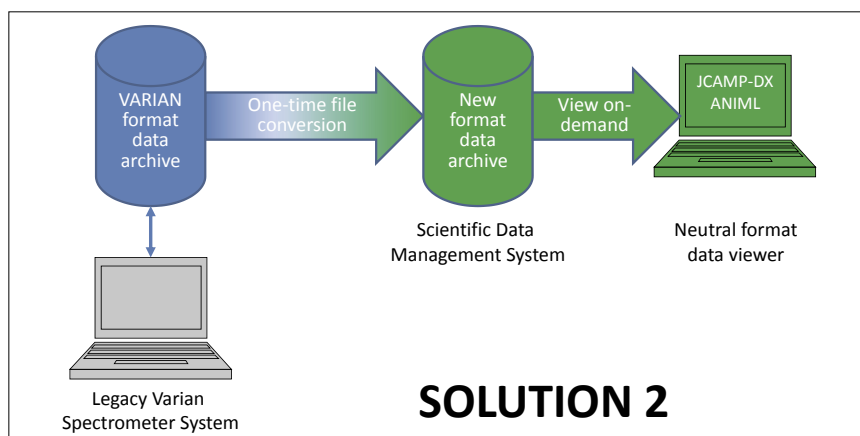 VARIAN
format
data
archive
One-time file
conversion
New
format
data
archive
View on-
demand
JCAMP-DX
ANIML
Scientific Data
Management System
Neutral format
data viewer
Legacy Varian
Spectrometer System
SOLUTION 2